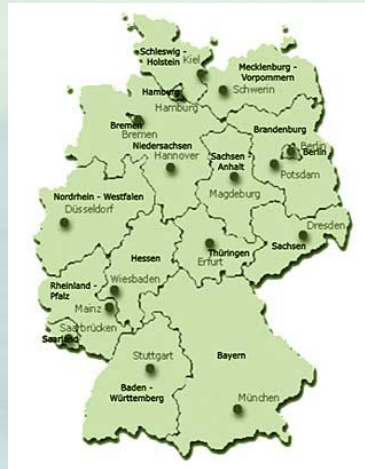 Schleswig -
Holstein
Kiel
Mecklenburg -
Vorpommern
Schwerin
Hamburg
Hamburg
Bremen
Bremen
Niedersachsen
Hannover
Sachsen -
Anhalt
Magdeburg
Brandenburg
Berlin
Berlin
Potsdam
Nordrhein - Westfalen
Düsseldorf
Hessen
Wiesbaden
Thüringen
Erfurt
Dresden
Sachsen
Rheinland -
Pfalz
Mainz
Saarbrücken
Saarland
Stuttgart
Baden -
Württemberg
Bayern
München